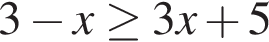 3 − x ≥ 3x + 5